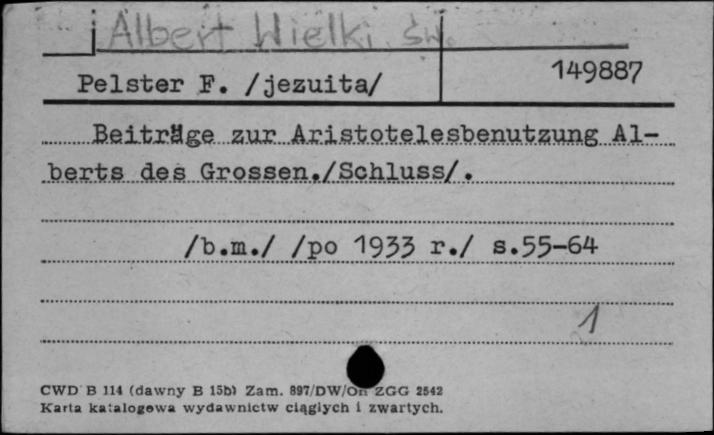 Albert Wielki, św.
Pelster F. /jezuita/
149887
Beiträge zur Aristotelesbenutzung Al-
berts des Grossen./Schluss/.
/b.m./ /po 1933 r./ s.55-64
1
CWD B 114 (dawny B 15b) Zam. 897/DW/On ZGG 2542
Karta katalogowa wydawnictw ciągłych i zwartych.